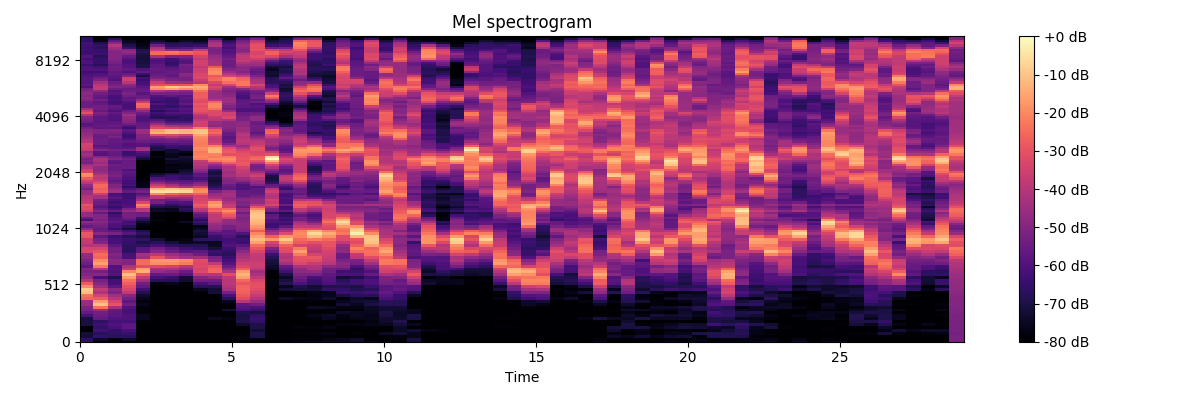 Mel spectrogram
8192
4096
2048
1024
512
0
Hz
0 5 10 15 20 25
Time
+0 dB
-10 dB
-20 dB
-30 dB
-40 dB
-50 dB
-60 dB
-70 dB
-80 dB